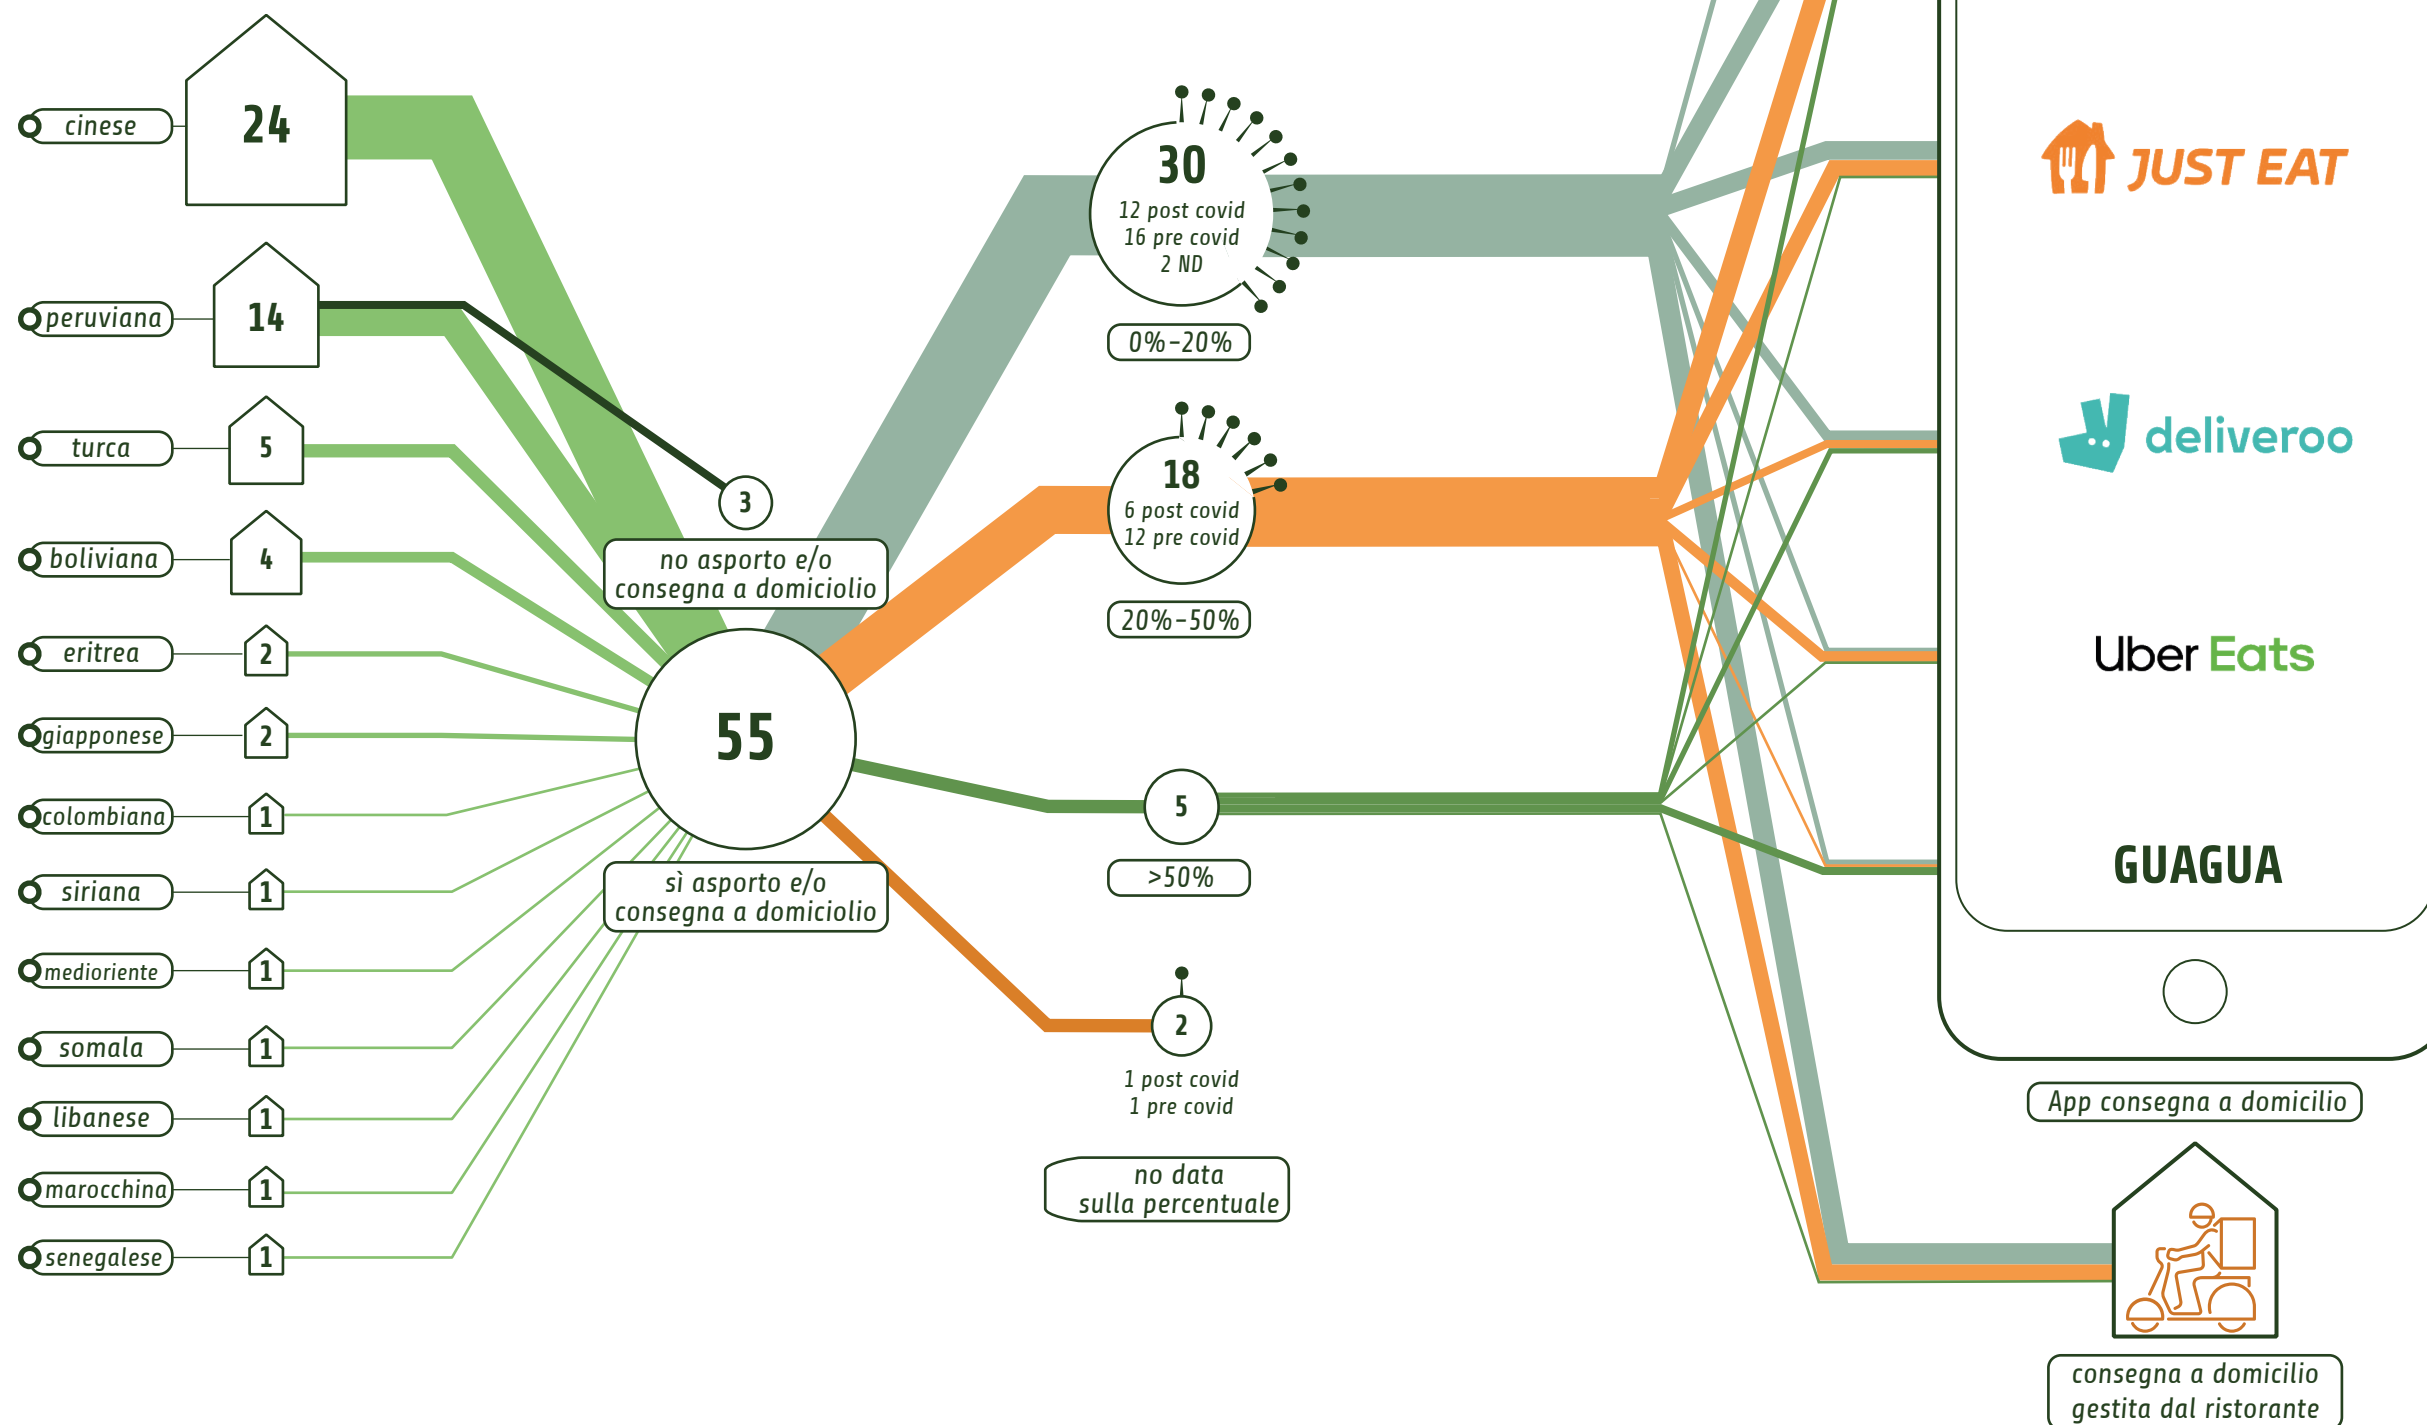 cinese
24
peruviana
14
turca
5
boliviana
4
eritrea
2
giapponese
2
colombiana
1
siriana
1
medioriente
1
somala
1
libanese
1
marocchina
1
senegalese
1
3
no asporto e/o
consegna a domiciolio
55
sì asporto e/o
consegna a domiciolio
30
12 post covid
16 pre covid
2 ND
0%-20%
18
6 post covid
12 pre covid
20%-50%
5
>50%
2
1 post covid
1 pre covid
no data
sulla percentuale
JUST EAT
deliveroo
Uber Eats
GUAGUA
App consegna a domicilio
consegna a domicilio
gestita dal ristorante